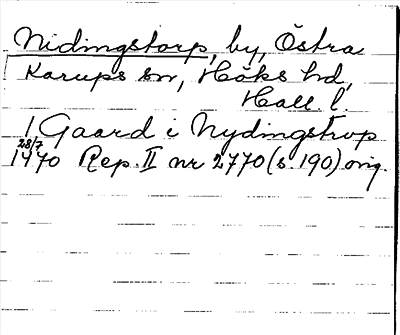 Nidingstorp, by, Östra
Karups sn, Höks hd,
Hall. l.
1 Gaard i Nydingstrop
28/7
1470 Rep. II nr 2770 (s. 190) orig.